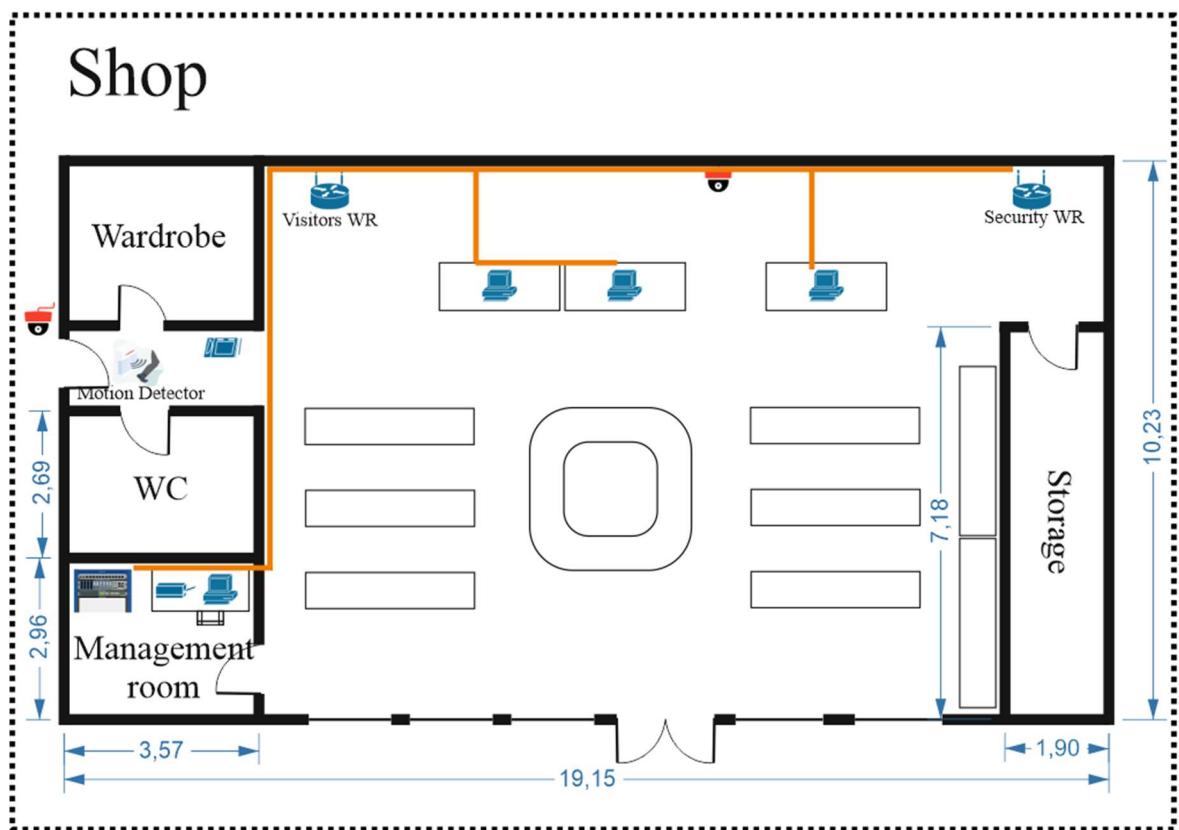 Shop
Visitors WR
Security WR
Wardrobe
Motion Detector
10,23
2,69
WC
7,18
Storage
2,96
Management
room
3,57
1,90
19,15